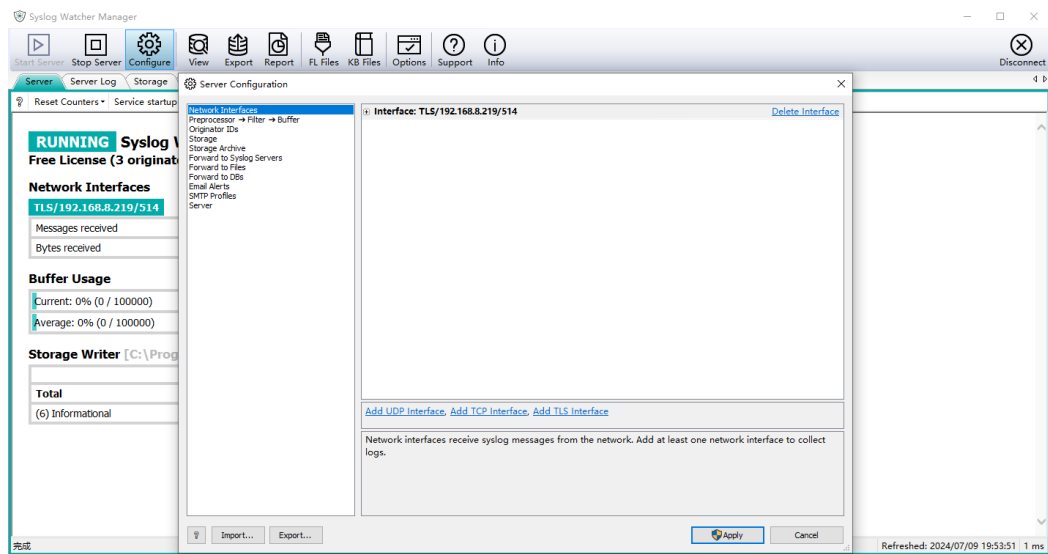 Syslog Watcher Manager
Start Server Stop Server Configure View Export Report FL Files KB Files Options Support Info Disconnect
Server Server Log Storage
Reset Counters Service startup
RUNNING Syslog
Free License (3 originat
Network Interfaces
TLS/192.168.8.219/514
Messages received
Bytes received
Buffer Usage
Current: 0% (0 / 100000)
Average: 0% (0 / 100000)
Storage Writer [C:\Prog
Total
(6) Informational
Server Configuration
Network Interfaces
Preprocessor → Filter → Buffer
Originator IDs
Storage
Storage Archive
Forward to Syslog Servers
Forward to Files
Forward to DBs
Email Alerts
SMTP Profiles
Server
Interface: TLS/192.168.8.219/514 Delete Interface
Add UDP Interface, Add TCP Interface, Add TLS Interface
Network interfaces receive syslog messages from the network. Add at least one network interface to collect
logs.
? Import... Export... Apply Cancel
完成 Refreshed: 2024/07/09 19:53:51 1 ms